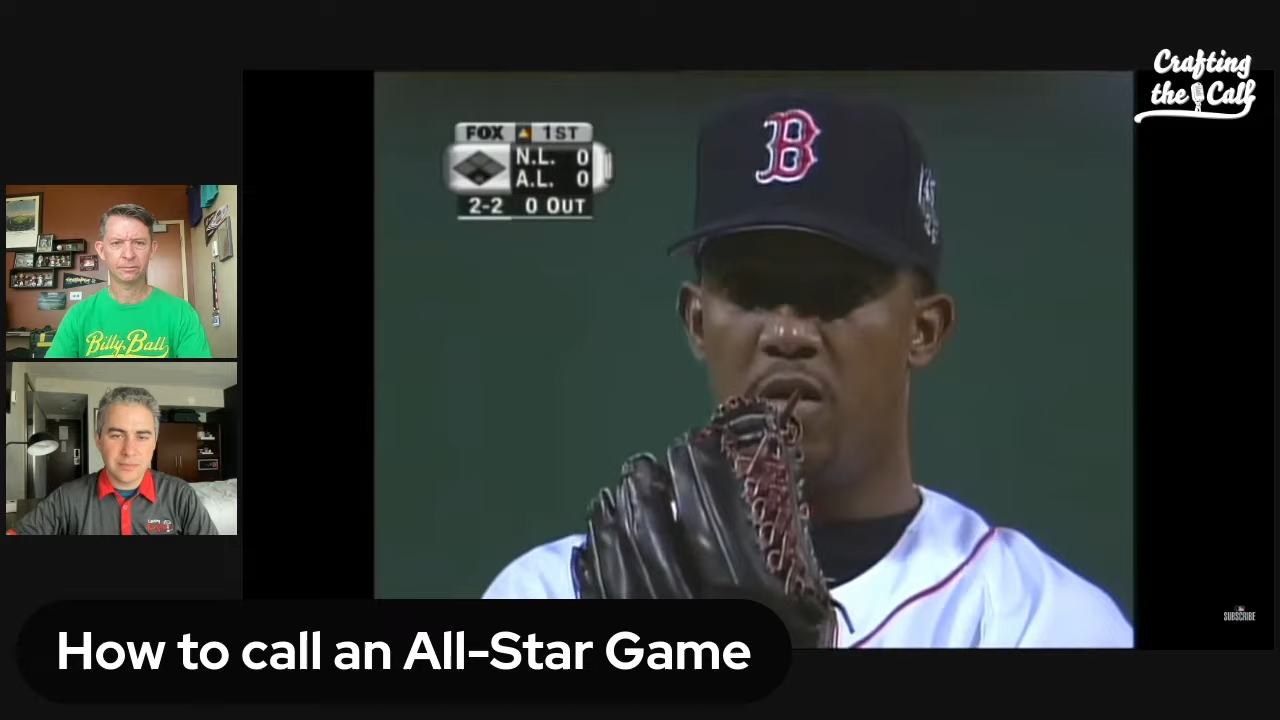 Crafting
the Call
FOX 1ST
N.L. 0
A.L. 0
2-2 0 OUT
B
Billy Ball
SUBSCRIBE
How to call an All-Star Game